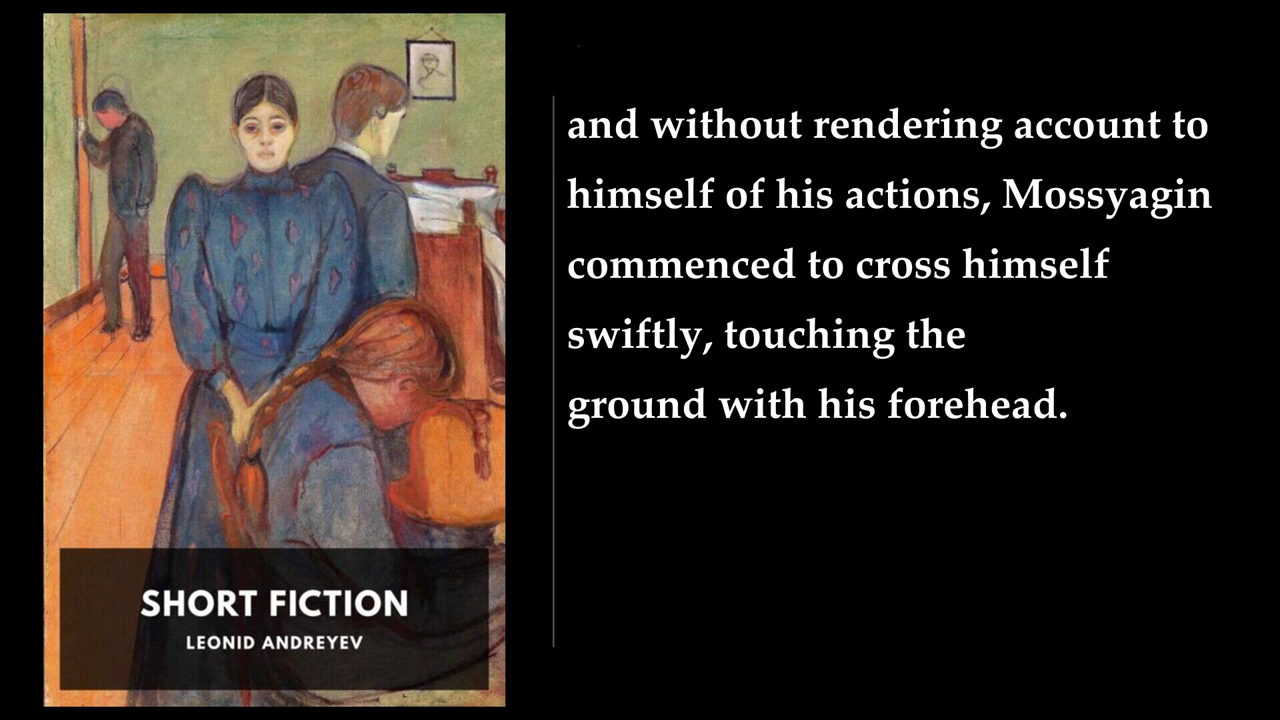 and without rendering account to
himself of his actions, Mossyagin
commenced to cross himself
swiftly, touching the
ground with his forehead.
SHORT FICTION
LEONID ANDREYEV